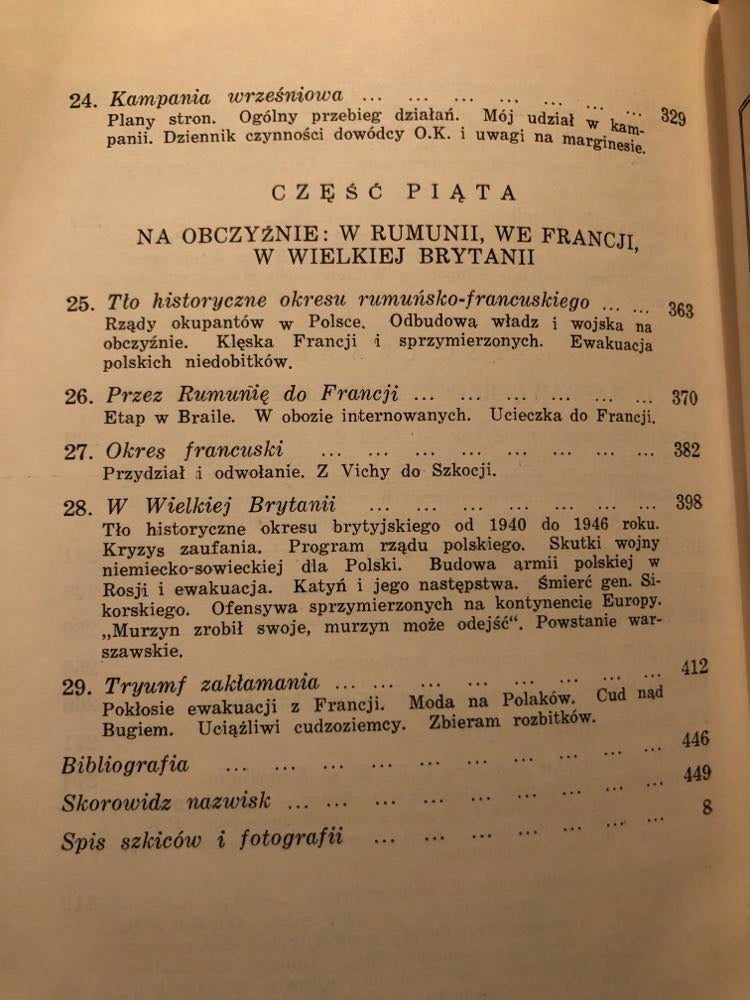 24. Kampania wrześniowa ... ... ... ... ... ... ... 329
Plany stron. Ogólny przebieg działań. Mój udział w kam-
panii. Dziennik czynności dowódcy O.K. i uwagi na marginesie.
CZĘŚĆ PIĄTA
NA OBCZYŹNIE: W RUMUNII, WE FRANCJI,
W WIELKIEJ BRYTANII
25. Tło historyczne okresu rumuńsko-francuskiego ... ... 363
Rządy okupantów w Polsce. Odbudowa władz i wojska na
obczyźnie. Klęska Francji i sprzymierzonych. Ewakuacja
polskich niedobitków.
26. Przez Rumunię do Francji ... ... ... ... ... ... 370
Etap w Braile. W obozie internowanych. Ucieczka do Francji.
27. Okres francuski ... ... ... ... ... ... ... ... 382
Przydział i odwołanie. Z Vichy do Szkocji.
28. W Wielkiej Brytanii ... ... ... ... ... ... ... 398
Tło historyczne okresu brytyjskiego od 1940 do 1946 roku.
Kryzys zaufania. Program rządu polskiego. Skutki wojny
niemiecko-sowieckiej dla Polski. Budowa armii polskiej w
Rosji i ewakuacja. Katyń i jego następstwa. Śmierć gen. Si-
korskiego. Ofensywa sprzymierzonych na kontynencie Europy.
„Murzyn zrobił swoje, murzyn może odejść“. Powstanie war-
szawskie.
29. Tryumf zakłamania ... ... ... ... ... ... ... ... 412
Pokłosie ewakuacji z Francji. Moda na Polaków. Cud nad
Bugiem. Uciążliwi cudzoziemcy. Zbieram rozbitków.
Bibliografia ... ... ... ... ... ... ... ... ... 446
Skorowidz nazwisk ... ... ... ... ... ... ... ... 449
Spis szkiców i fotografii ... ... ... ... ... ... 8